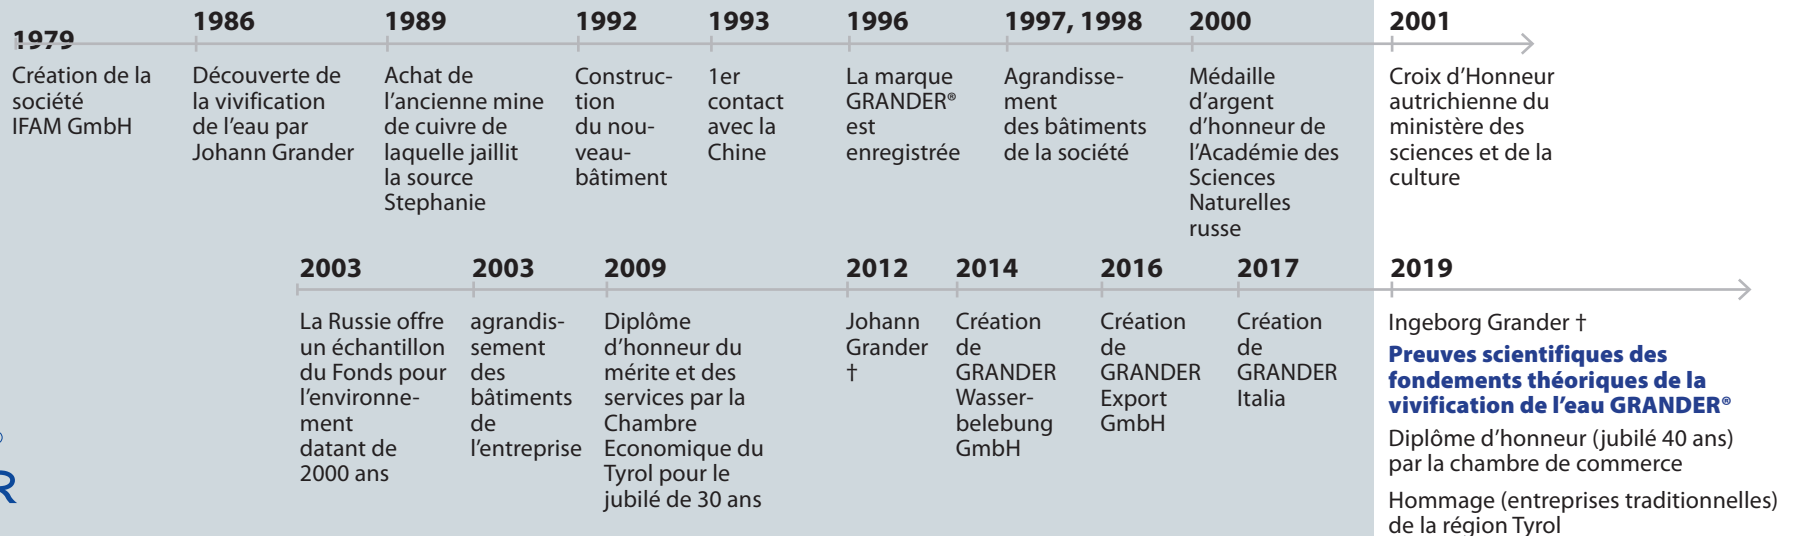 1979
Création de la
société
IFAM GmbH
1986
Découverte de
la vivification
de l’eau par
Johann Grander
1989
Achat de
l’ancienne mine
de cuivre de
laquelle jaillit
la source
Stephanie
1992
Construc-
tion
du nou-
veau-
bâtiment
1993
1er
contact
avec la
Chine
1996
La marque
GRANDER®
est
enregistrée
1997, 1998
Agrandisse-
ment
des bâtiments
de la société
2000
Médaille
d’argent
d’honneur de
l’Académie des
Sciences
Naturelles
russe
2001
Croix d’Honneur
autrichienne du
ministère des
sciences et de la
culture
2003
La Russie offre
un échantillon
du Fonds pour
l’environne-
ment
datant de
2000 ans
2003
agrandis-
sement
des
bâtiments
de
l’entreprise
2009
Diplôme
d’honneur du
mérite et des
services par la
Chambre
Economique du
Tyrol pour le
jubilé de 30 ans
2012
Johann
Grander
†
2014
Création
de
GRANDER
Wasser-
belebung
GmbH
2016
Création
de
GRANDER
Export
GmbH
2017
Création
de
GRANDER
Italia
2019
Ingeborg Grander †
Preuves scientifiques des
fondements théoriques de la
vivification de l’eau GRANDER®
Diplôme d’honneur (jubilé 40 ans)
par la chambre de commerce
Hommage (entreprises traditionnelles)
de la région Tyrol
®
R